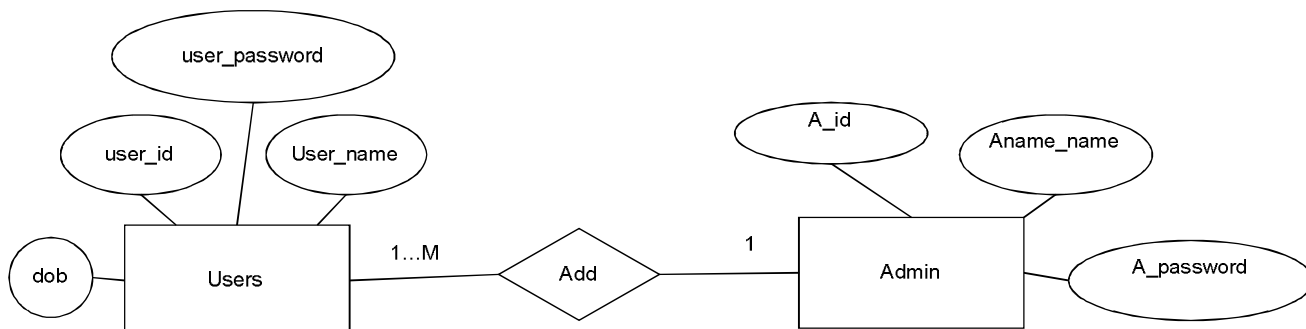 user_password
A_id
Aname_name
user_id
User_name
1...M
1
dob
Users
Add
Admin
A_password